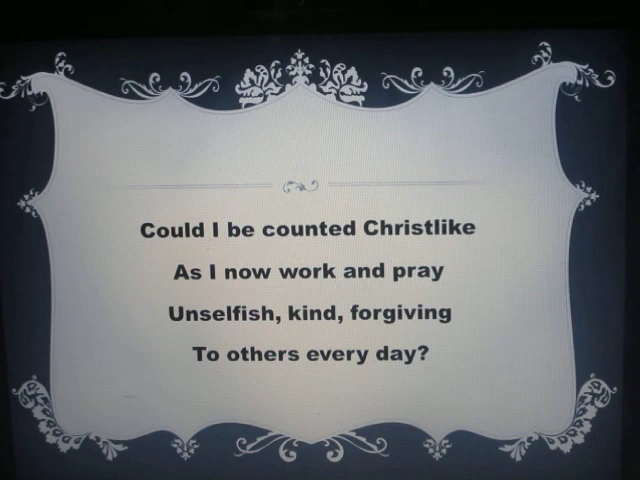 Could I be counted Christlike
As I now work and pray
Unselfish, kind, forgiving
To others every day?